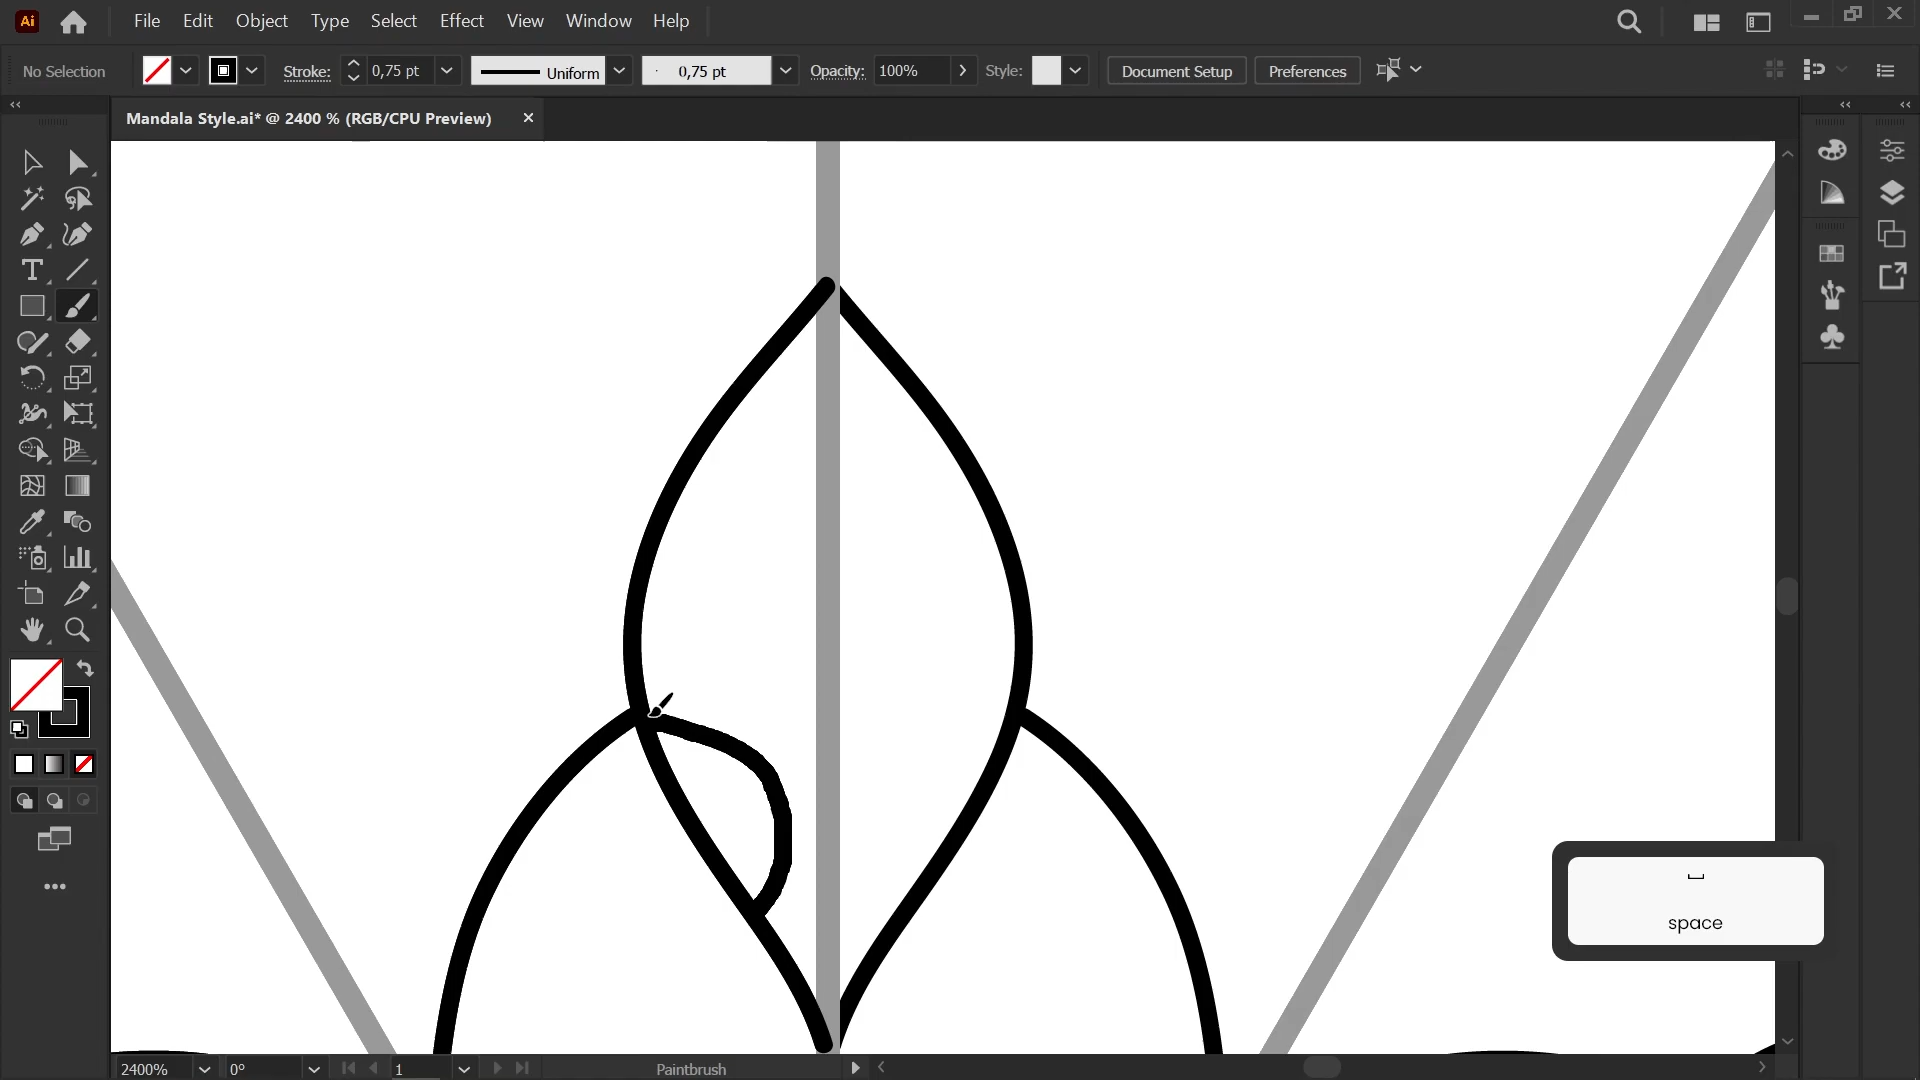 Ai File Edit Object Type Select Effect View Window Help
No Selection Stroke: 0,75 pt Uniform 0,75 pt Opacity: 100% Style: Document Setup Preferences
Mandala Style.ai* @ 2400 % (RGB/CPU Preview)
space
2400% 0° 1 Paintbrush